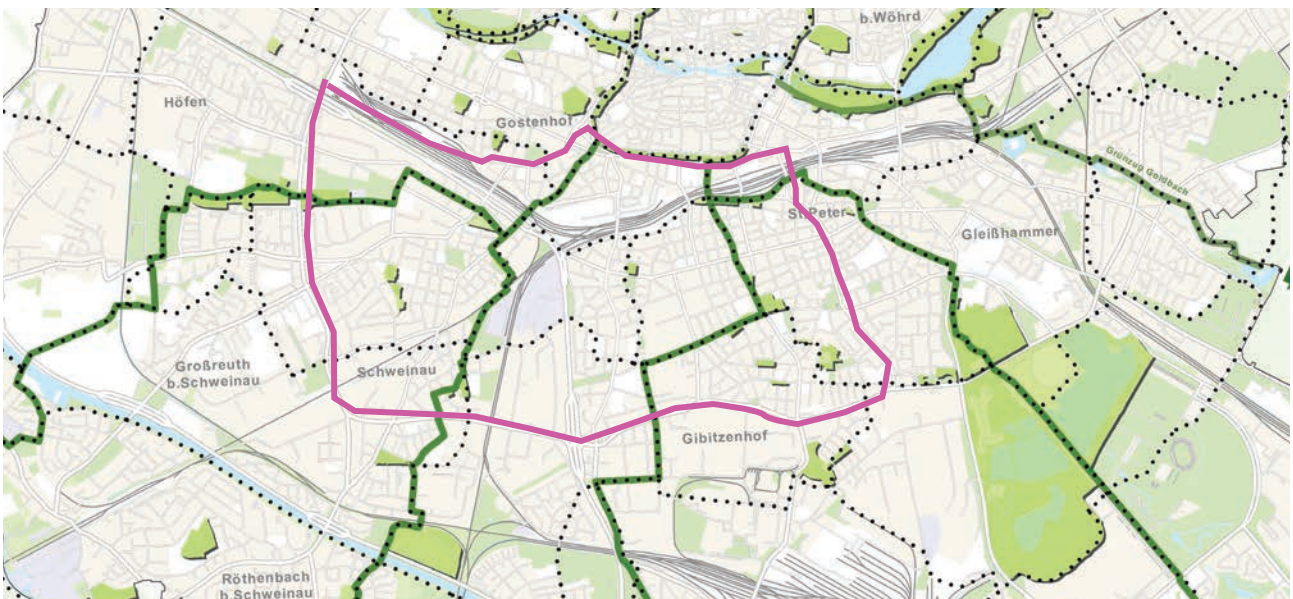 b.Wöhrd
Höfen
Gostenhof
Grünzug Goldbach
St.Peter
Gleißhammer
Großreuth
b.Schweinau
Schweinau
Gibitzenhof
Röthenbach
b.Schweinau